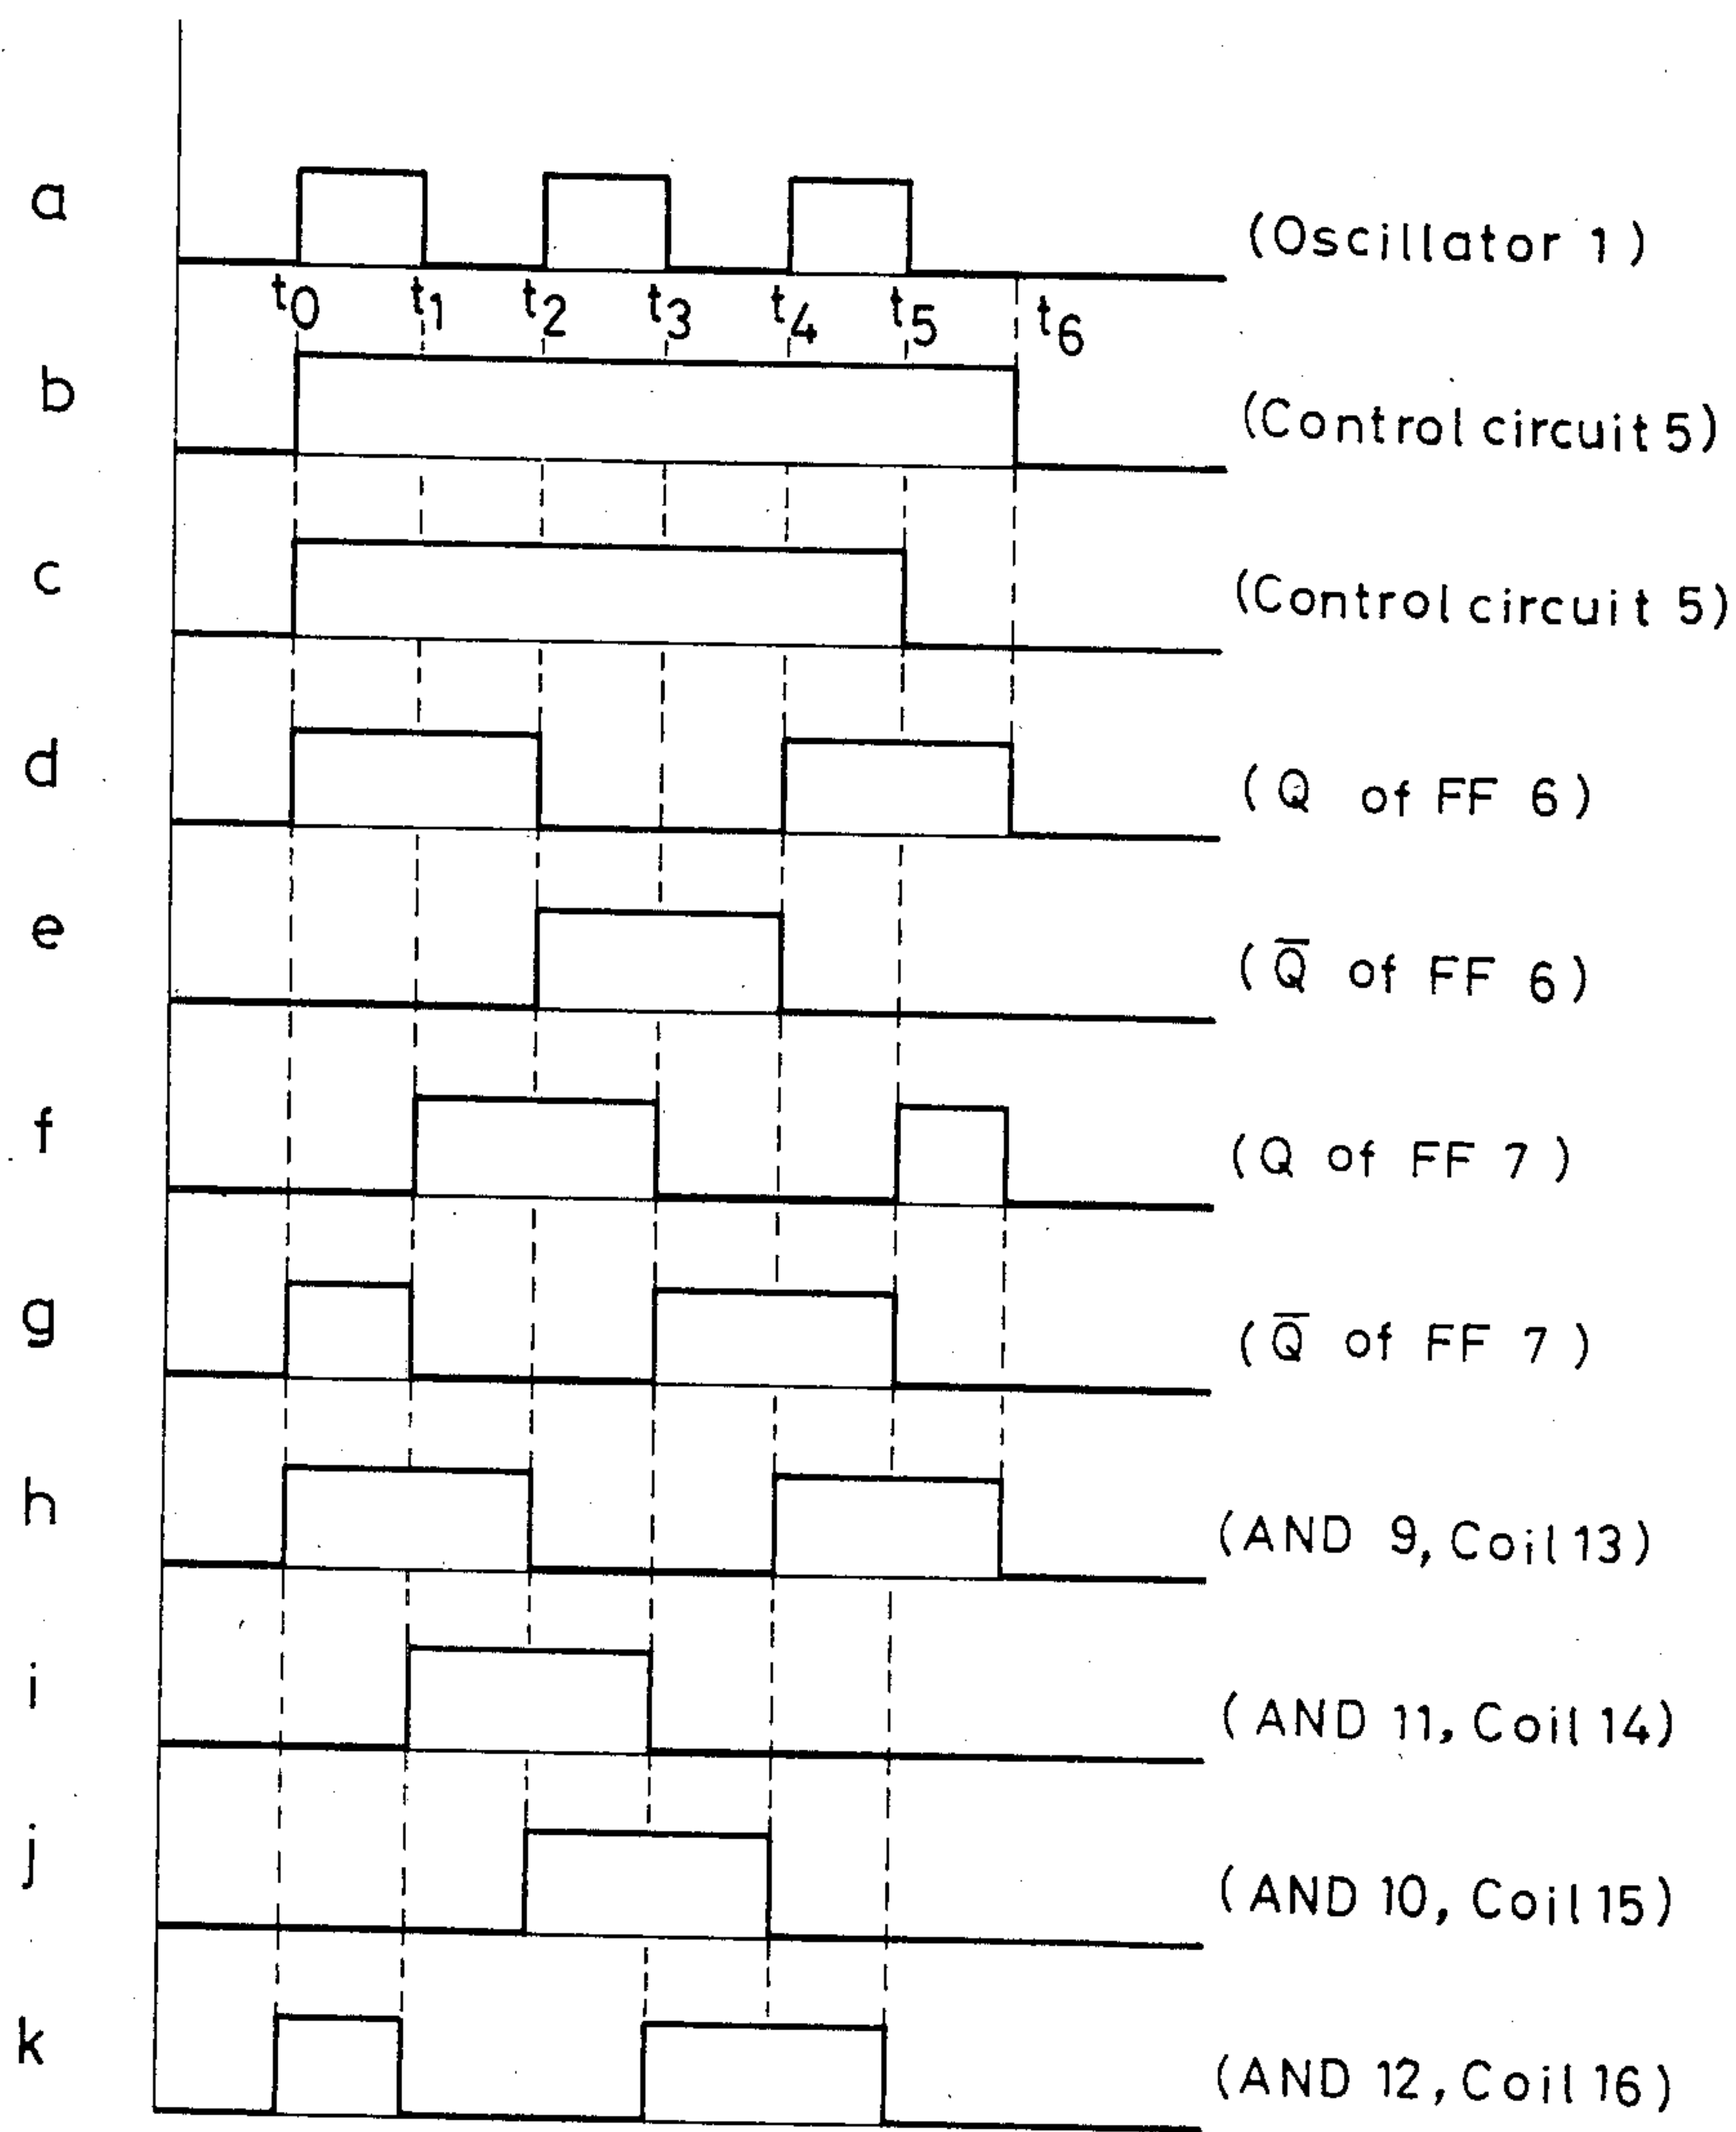 a (Oscillator 1)
t0 t1 t2 t3 t4 t5 t6
b (Control circuit 5)
c (Control circuit 5)
d (Q of FF 6)
e (Q̅ of FF 6)
f (Q of FF 7)
g (Q̅ of FF 7)
h (AND 9, Coil 13)
i (AND 11, Coil 14)
j (AND 10, Coil 15)
k (AND 12, Coil 16)